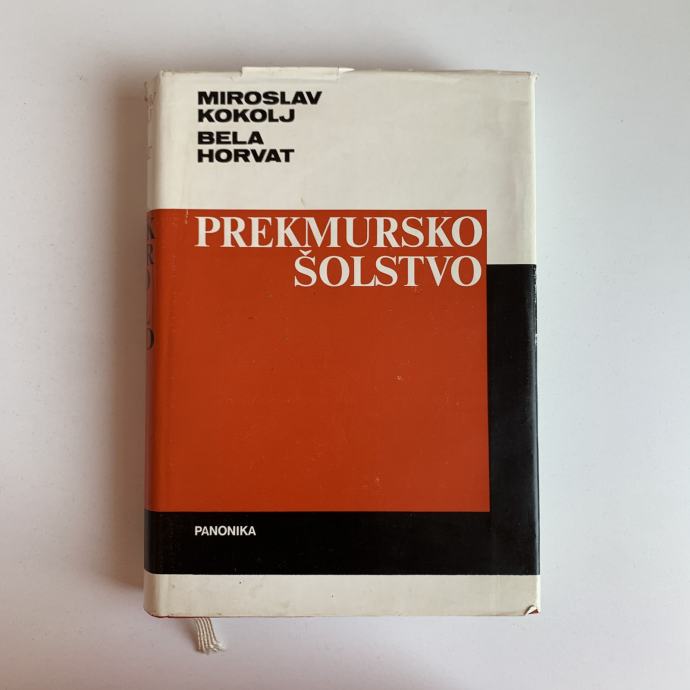 MIROSLAV
KOKOLJ
BELA
HORVAT
PREKMURSKO
ŠOLSTVO
PANONIKA